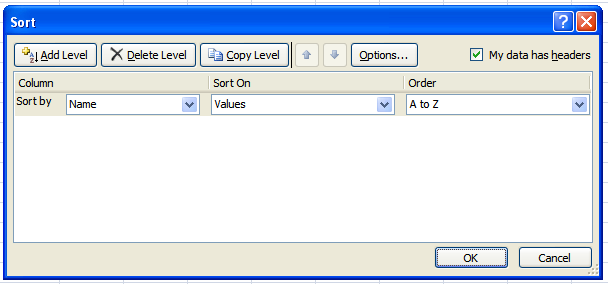 Sort
Add Level Delete Level Copy Level Options... My data has headers
Column Sort On Order
Sort by Name Values A to Z
OK Cancel